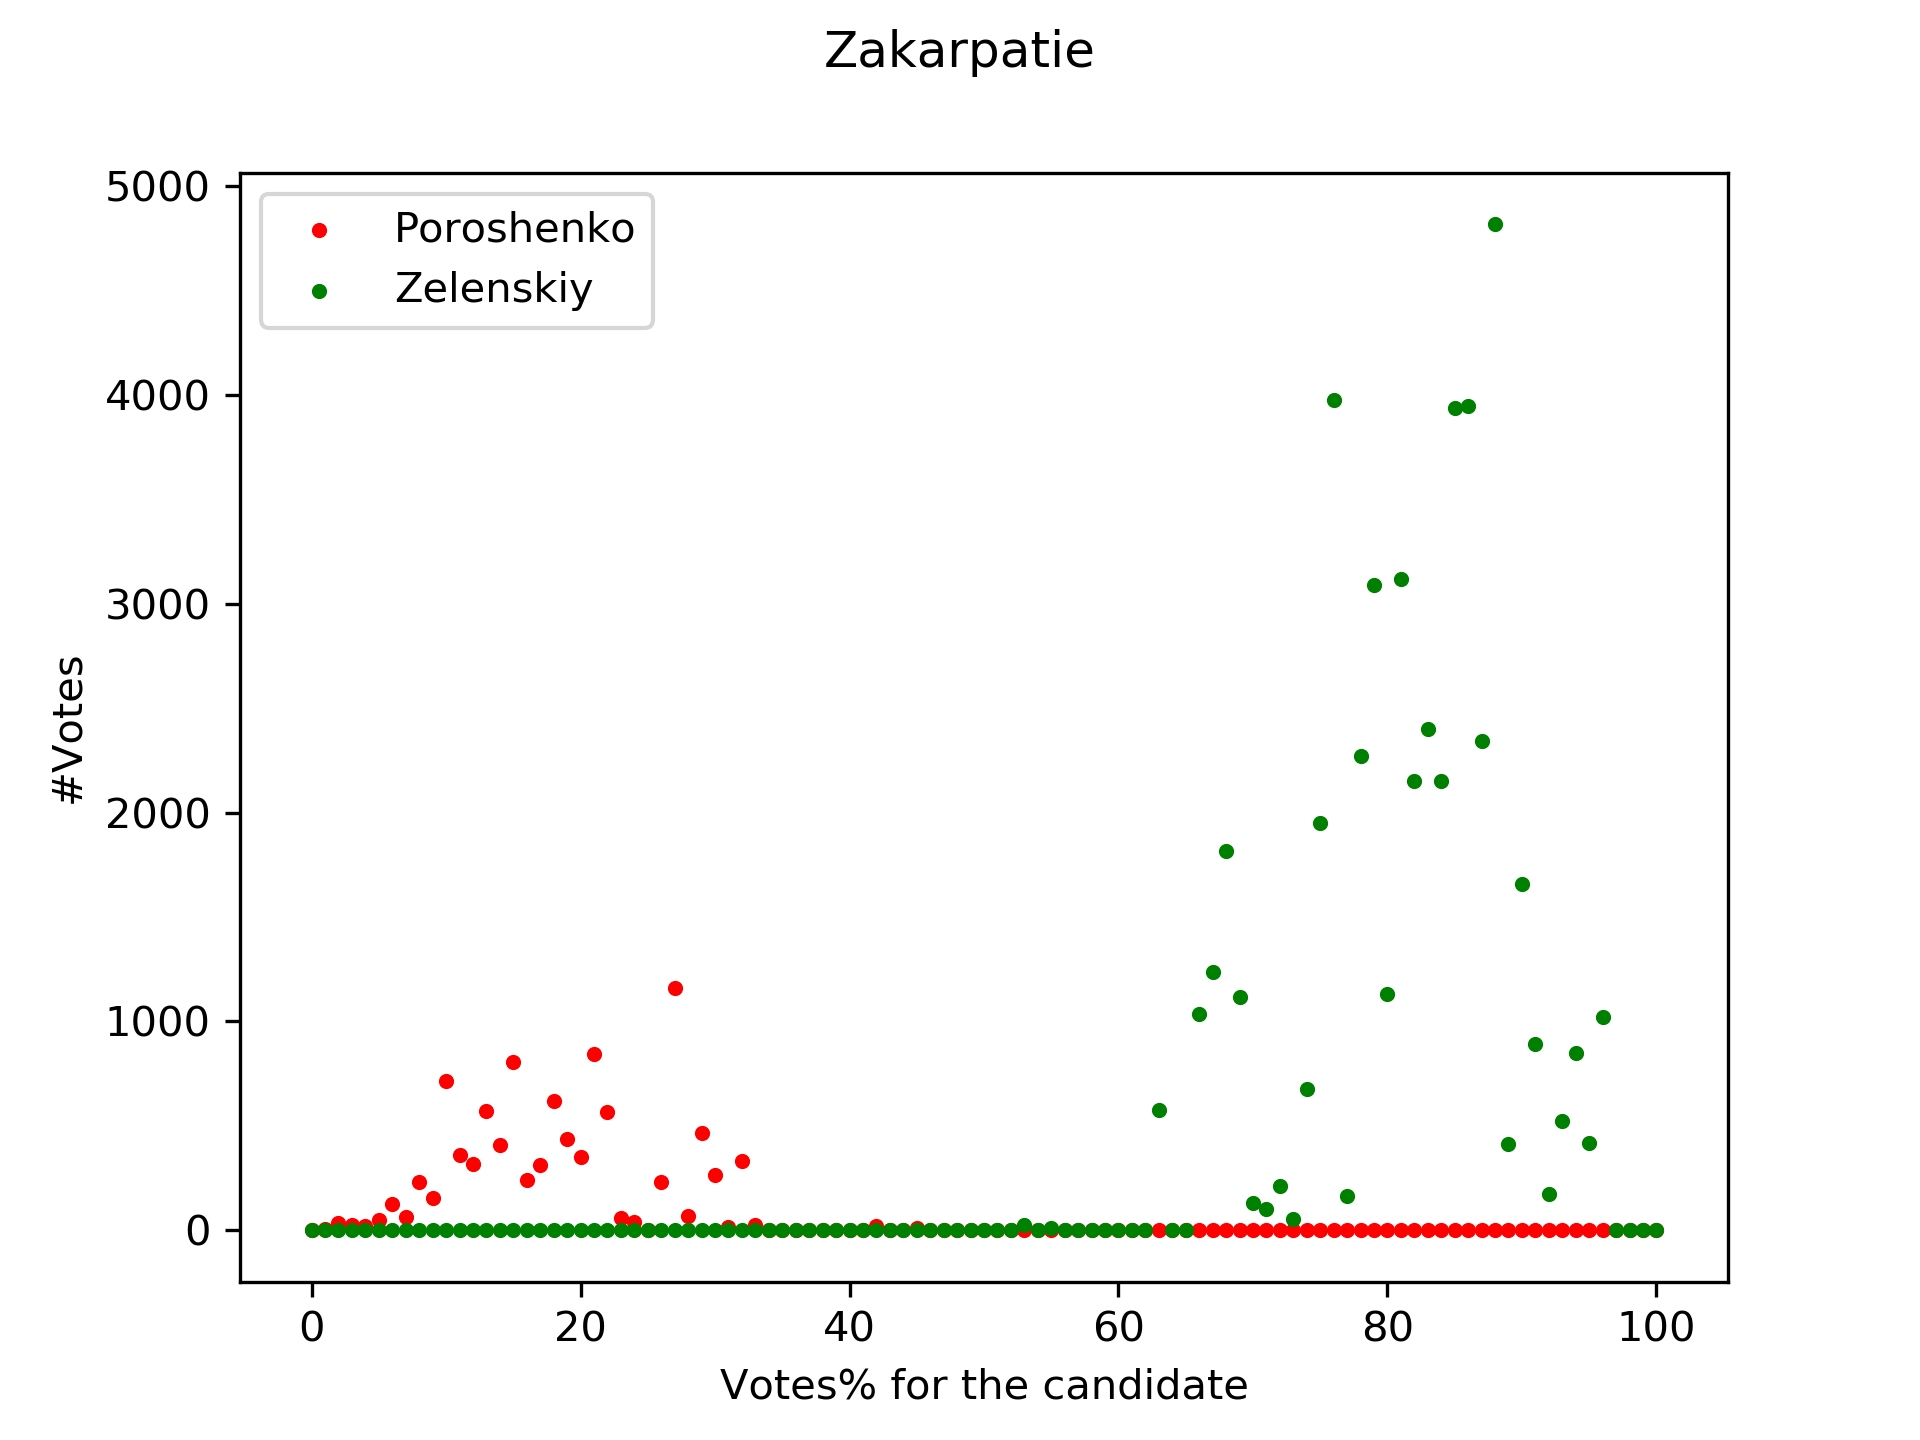 Zakarpatie
5000
4000
3000
2000
1000
0
#Votes
Poroshenko
Zelenskiy
0 20 40 60 80 100
Votes% for the candidate